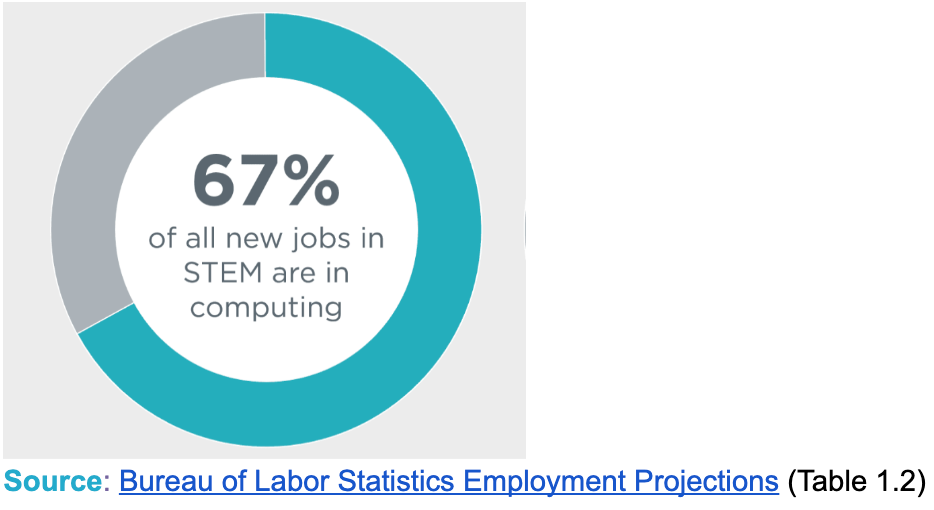 67%
of all new jobs in
STEM are in
computing
Source: Bureau of Labor Statistics Employment Projections (Table 1.2)